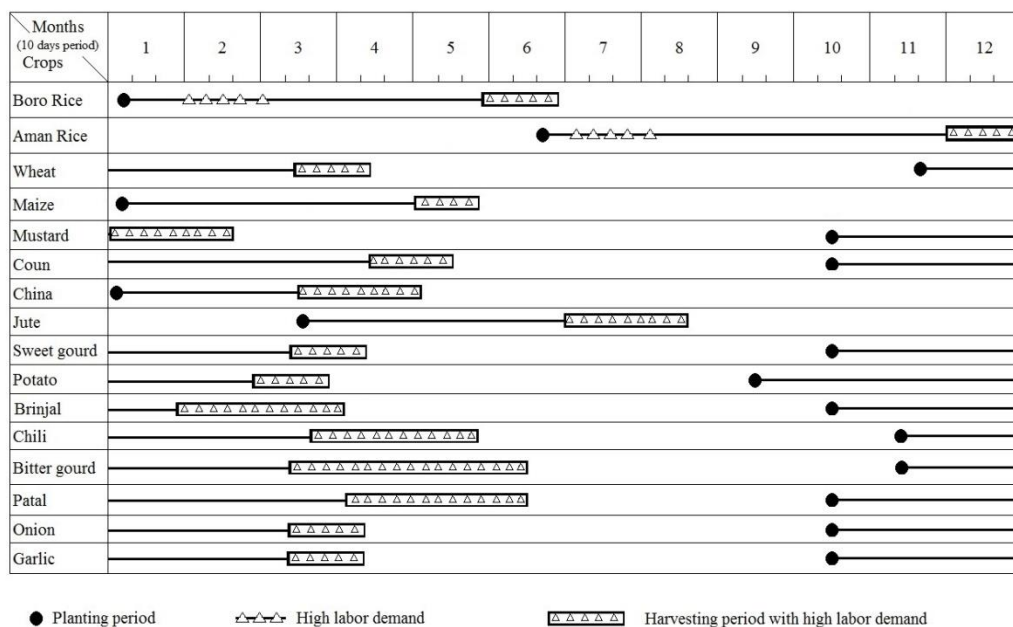 Months
(10 days period)
Crops
1 2 3 4 5 6 7 8 9 10 11 12
Boro Rice
Aman Rice
Wheat
Maize
Mustard
Coun
China
Jute
Sweet gourd
Potato
Brinjal
Chili
Bitter gourd
Patal
Onion
Garlic
Planting period High labor demand Harvesting period with high labor demand